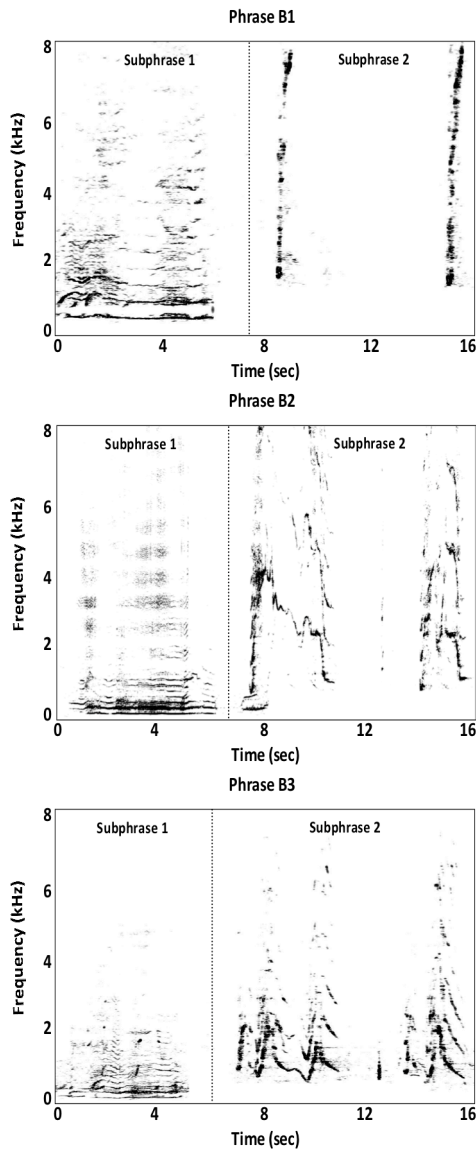 Phrase B1
Subphrase 1
Subphrase 2
8
6
4
2
0
Frequency (kHz)
0 4 8 12 16
Time (sec)
Phrase B2
Subphrase 1
Subphrase 2
8
6
4
2
0
Frequency (kHz)
0 4 8 12 16
Time (sec)
Phrase B3
Subphrase 1
Subphrase 2
8
6
4
2
0
Frequency (kHz)
0 4 8 12 16
Time (sec)